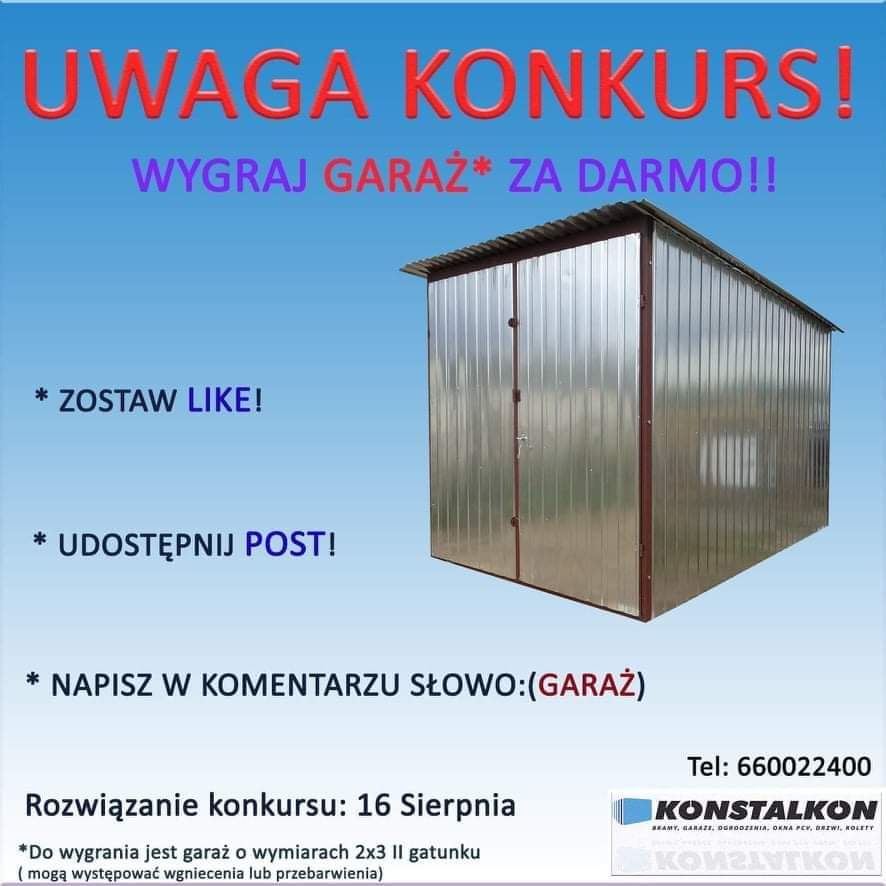 UWAGA KONKURS!
WYGRAJ GARAŻ* ZA DARMO!!
* ZOSTAW LIKE!
* UDOSTĘPNIJ POST!
* NAPISZ W KOMENTARZU SŁOWO:(GARAŻ)
Tel: 660022400
Rozwiązanie konkursu: 16 Sierpnia
KONSTALKON
BRAMY, GARAŻE, OGRODZENIA, OKNA PCV, DRZWI, ROLETY
KONSTALKON
*Do wygrania jest garaż o wymiarach 2x3 II gatunku
( mogą występować wgniecenia lub przebarwienia)